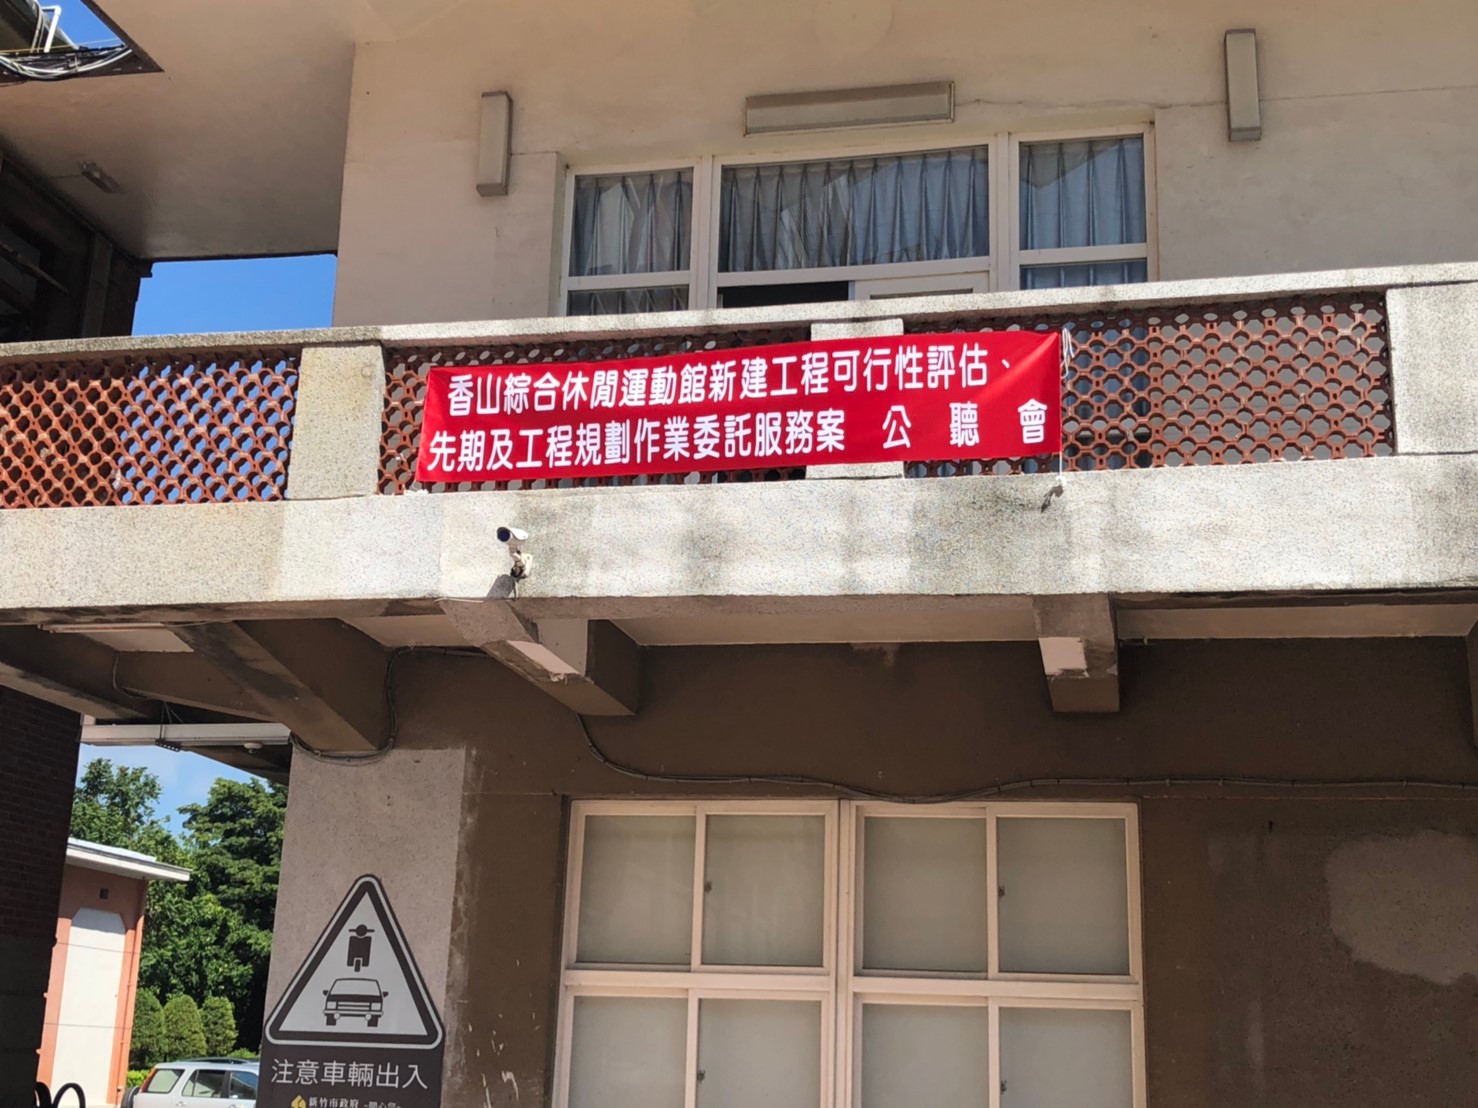 香山綜合休閒運動館新建工程可行性評估、
先期及工程規劃作業委託服務案 公聽會
注意車輛出入
新竹市政府